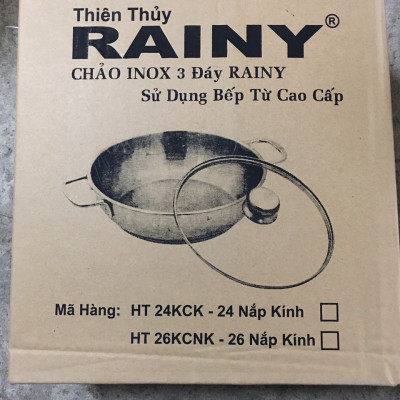 Thiên Thủy
RAINY®
CHẢO INOX 3 Đáy RAINY
Sử Dụng Bếp Từ Cao Cấp
Mã Hàng: HT 24KCK - 24 Nắp Kính
HT 26KCNK - 26 Nắp Kính